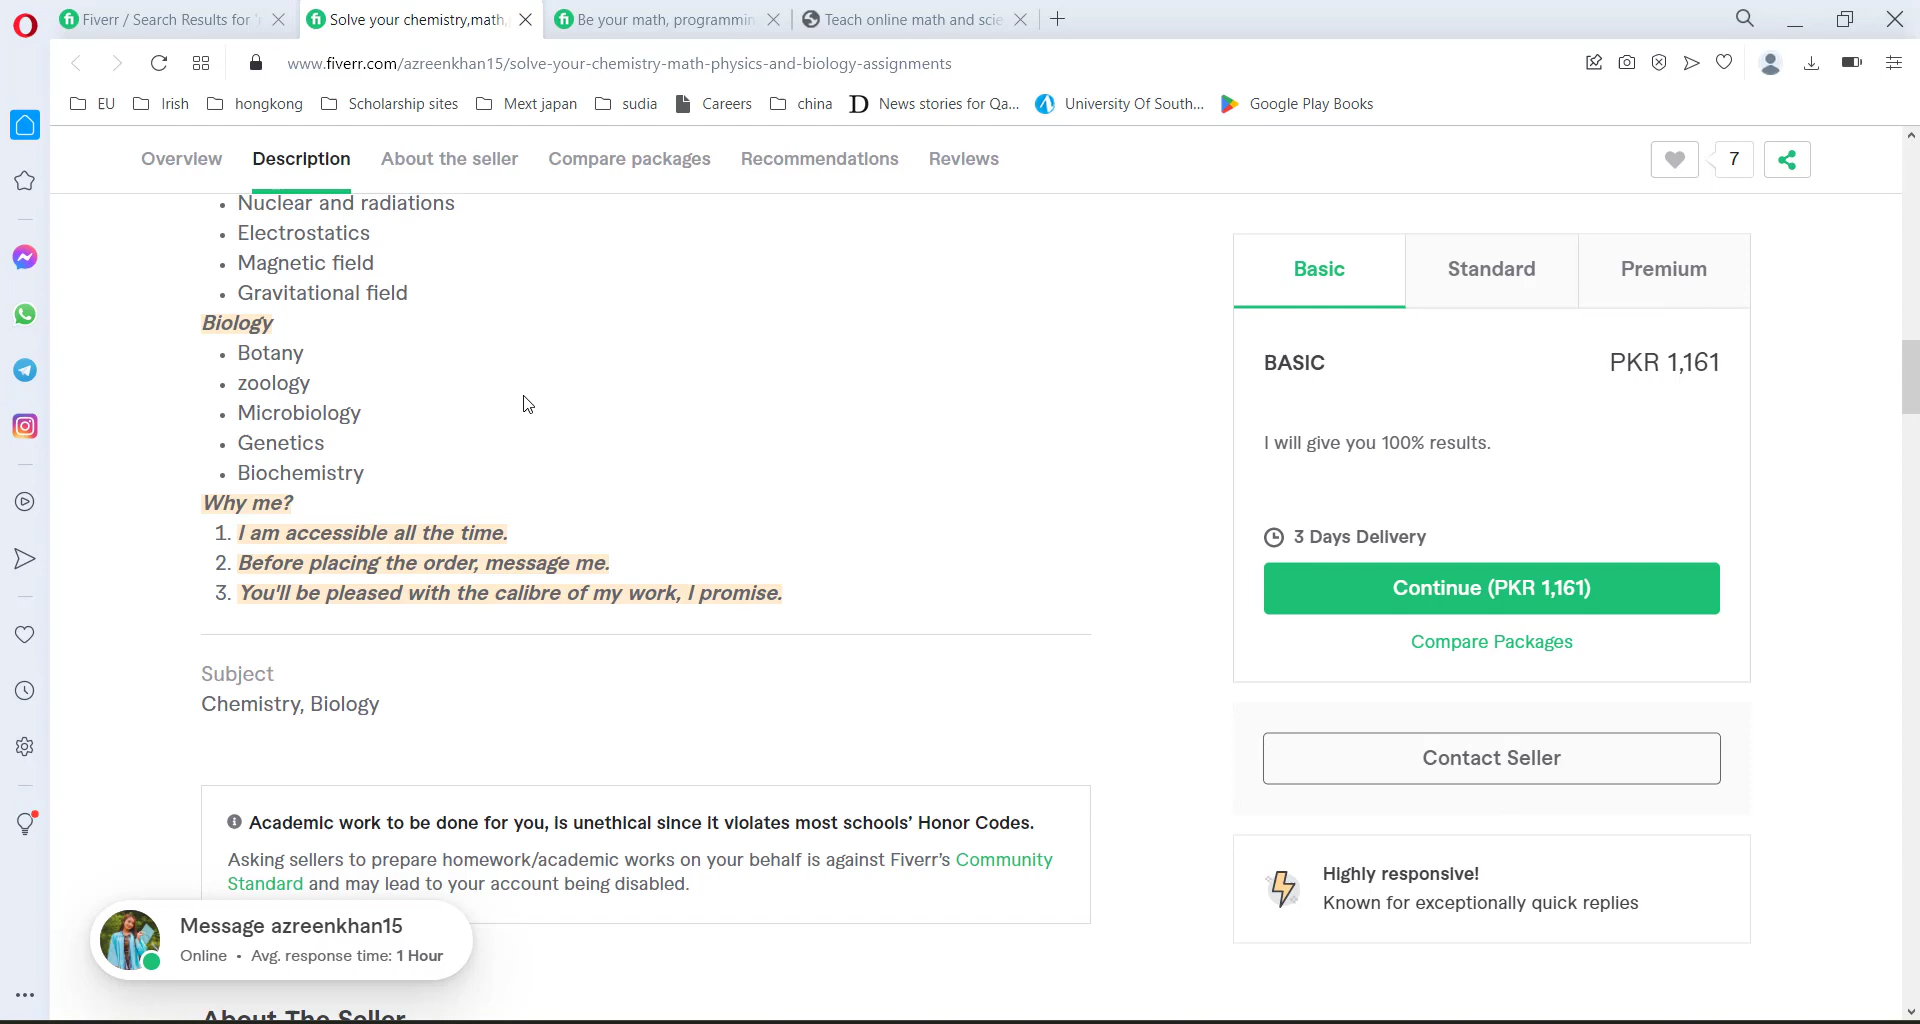 Fiverr / Search Results for
Solve your chemistry,math,
Be your math, programmin
Teach online math and scie
www.fiverr.com/azreenkhan15/solve-your-chemistry-math-physics-and-biology-assignments
EU
Irish
hongkong
Scholarship sites
Mext japan
sudia
Careers
china
News stories for Qa...
University Of South...
Google Play Books
Overview
Description
About the seller
Compare packages
Recommendations
Reviews
7
• Nuclear and radiations
• Electrostatics
• Magnetic field
• Gravitational field
Biology
• Botany
• zoology
• Microbiology
• Genetics
• Biochemistry
Why me?
1. I am accessible all the time.
2. Before placing the order, message me.
3. You'll be pleased with the calibre of my work, I promise.
Subject
Chemistry, Biology
Academic work to be done for you, is unethical since it violates most schools’ Honor Codes.
Asking sellers to prepare homework/academic works on your behalf is against Fiverr’s Community
Standard and may lead to your account being disabled.
Message azreenkhan15
Online • Avg. response time: 1 Hour
About The Seller
Basic
Standard
Premium
BASIC
PKR 1,161
I will give you 100% results.
3 Days Delivery
Continue (PKR 1,161)
Compare Packages
Contact Seller
Highly responsive!
Known for exceptionally quick replies